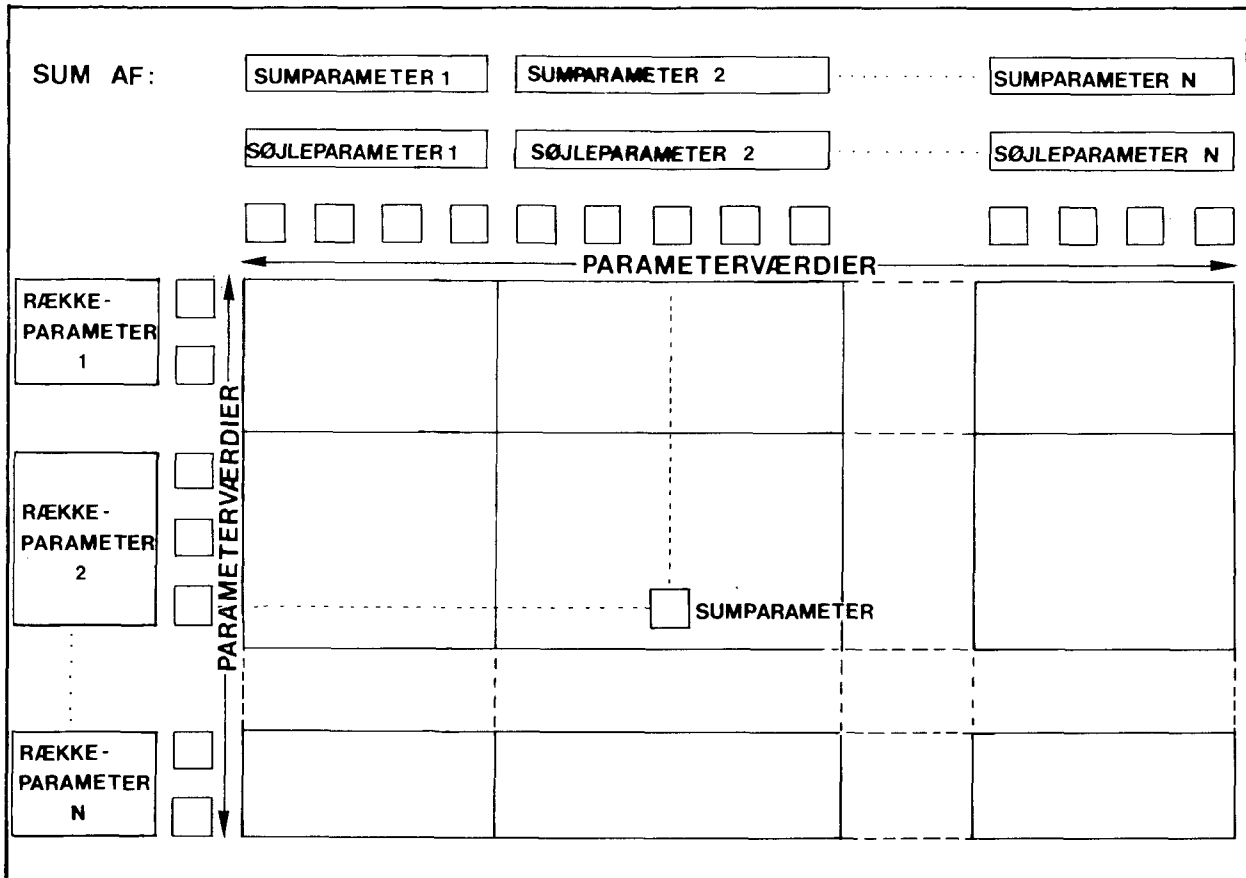 SUM AF:
SUMPARAMETER 1
SUMPARAMETER 2
SUMPARAMETER N
SØJLEPARAMETER 1
SØJLEPARAMETER 2
SØJLEPARAMETER N
PARAMETERVÆRDIER
RÆKKE-
PARAMETER
1
PARAMETERVÆRDIER
RÆKKE-
PARAMETER
2
SUMPARAMETER
RÆKKE-
PARAMETER
N